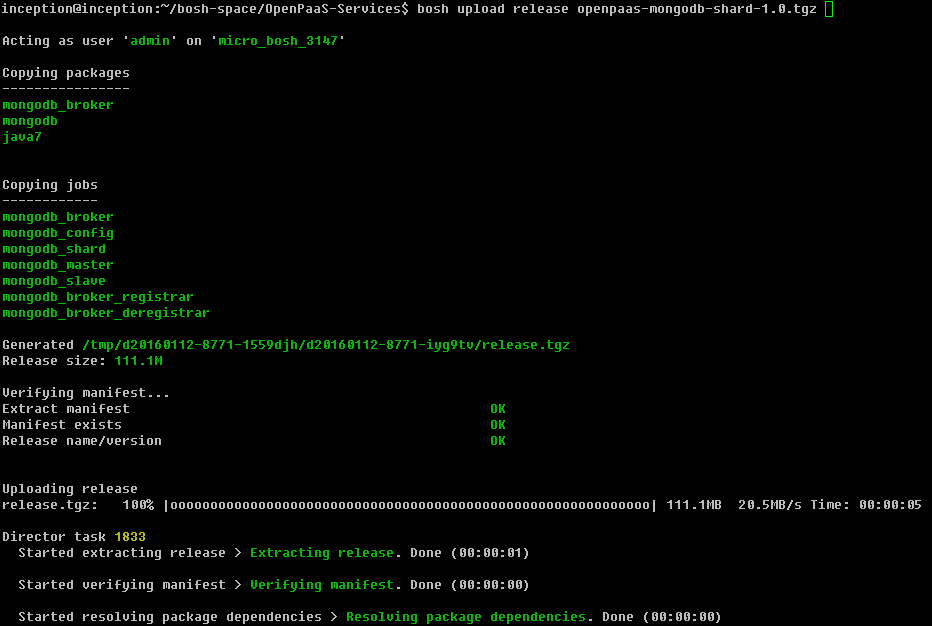 inception@inception:~/bosh-space/OpenPaaS-Services$ bosh upload release openpaas-mongodb-shard-1.0.tgz
Acting as user 'admin' on 'micro_bosh_3147'
Copying packages
----------------
mongodb_broker
mongodb
java7
Copying jobs
------------
mongodb_broker
mongodb_config
mongodb_shard
mongodb_master
mongodb_slave
mongodb_broker_registrar
mongodb_broker_deregistrar
Generated /tmp/d20160112-8771-1559djh/d20160112-8771-iyg9tv/release.tgz
Release size: 111.1M
Verifying manifest...
Extract manifest OK
Manifest exists OK
Release name/version OK
Uploading release
release.tgz: 100% |oooooooooooooooooooooooooooooooooooooooooooooooooooooooooooo| 111.1MB 20.5MB/s Time: 00:00:05
Director task 1833
Started extracting release > Extracting release. Done (00:00:01)
Started verifying manifest > Verifying manifest. Done (00:00:00)
Started resolving package dependencies > Resolving package dependencies. Done (00:00:00)